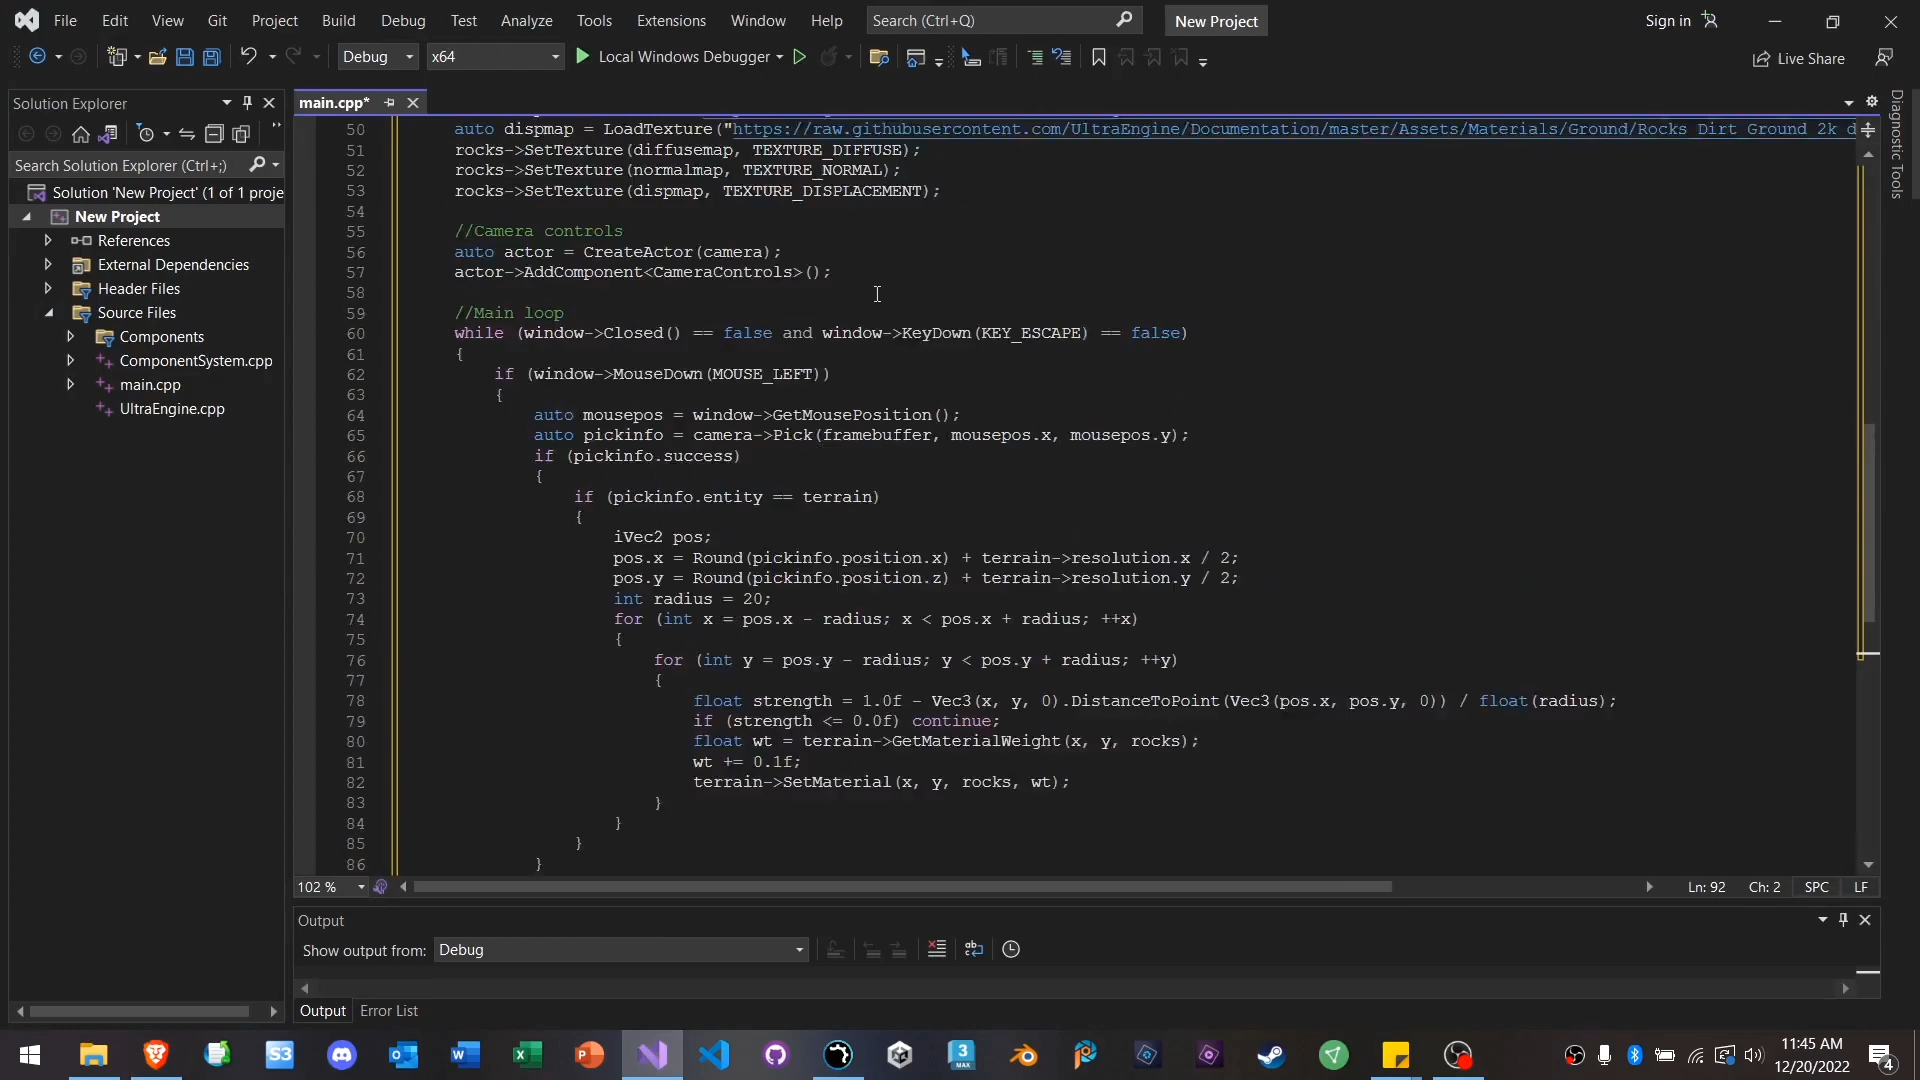 File Edit View Git Project Build Debug Test Analyze Tools Extensions Window Help Search (Ctrl+Q) New Project Sign in
Debug x64 Local Windows Debugger Live Share
Solution Explorer
Search Solution Explorer (Ctrl+;)
Solution 'New Project' (1 of 1 proje
New Project
References
External Dependencies
Header Files
Source Files
Components
ComponentSystem.cpp
main.cpp
UltraEngine.cpp
main.cpp*
50 auto dispmap = LoadTexture("https://raw.githubusercontent.com/UltraEngine/Documentation/master/Assets/Materials/Ground/Rocks_Dirt_Ground_2k_d
51 rocks->SetTexture(diffusemap, TEXTURE_DIFFUSE);
52 rocks->SetTexture(normalmap, TEXTURE_NORMAL);
53 rocks->SetTexture(dispmap, TEXTURE_DISPLACEMENT);
54
55 //Camera controls
56 auto actor = CreateActor(camera);
57 actor->AddComponent<CameraControls>();
58
59 //Main loop
60 while (window->Closed() == false and window->KeyDown(KEY_ESCAPE) == false)
61 {
62 if (window->MouseDown(MOUSE_LEFT))
63 {
64 auto mousepos = window->GetMousePosition();
65 auto pickinfo = camera->Pick(framebuffer, mousepos.x, mousepos.y);
66 if (pickinfo.success)
67 {
68 if (pickinfo.entity == terrain)
69 {
70 iVec2 pos;
71 pos.x = Round(pickinfo.position.x) + terrain->resolution.x / 2;
72 pos.y = Round(pickinfo.position.z) + terrain->resolution.y / 2;
73 int radius = 20;
74 for (int x = pos.x - radius; x < pos.x + radius; ++x)
75 {
76 for (int y = pos.y - radius; y < pos.y + radius; ++y)
77 {
78 float strength = 1.0f - Vec3(x, y, 0).DistanceToPoint(Vec3(pos.x, pos.y, 0)) / float(radius);
79 if (strength <= 0.0f) continue;
80 float wt = terrain->GetMaterialWeight(x, y, rocks);
81 wt += 0.1f;
82 terrain->SetMaterial(x, y, rocks, wt);
83 }
84 }
85 }
86 }
102 % Ln: 92 Ch: 2 SPC LF
Output
Show output from: Debug
Output Error List
Diagnostic Tools
11:45 AM
12/20/2022
4